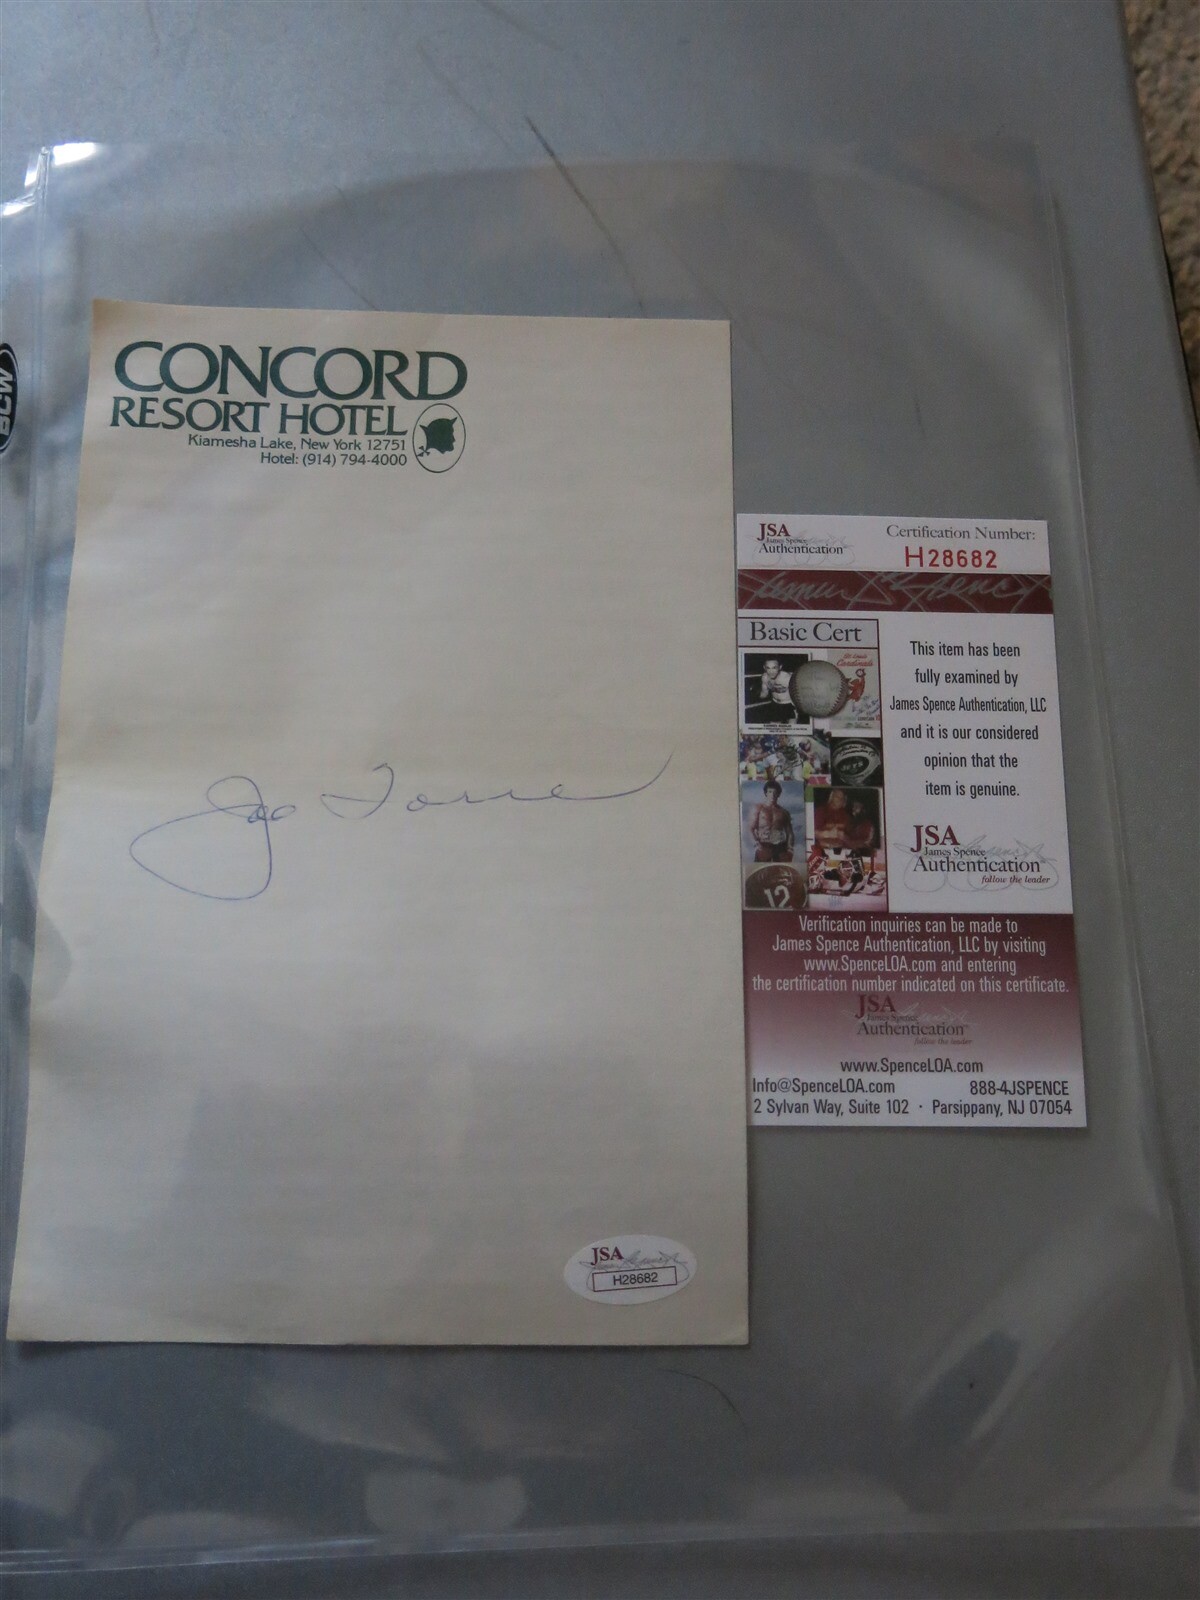 BCW
CONCORD
RESORT HOTEL
Kiamesha Lake, New York 12751
Hotel: (914) 794-4000
Joe Torre
JSA
H28682
JSA
James Spence
Authentication
Certification Number:
H28682
Basic Cert
Cardinals
12
This item has been
fully examined by
James Spence Authentication, LLC
and it is our considered
opinion that the
item is genuine.
JSA
James Spence
Authentication
follow the leader
Verification inquiries can be made to
James Spence Authentication, LLC by visiting
www.SpenceLOA.com and entering
the certification number indicated on this certificate.
JSA
James Spence
Authentication
follow the leader
www.SpenceLOA.com
Info@SpenceLOA.com 888-4JSPENCE
2 Sylvan Way, Suite 102 · Parsippany, NJ 07054